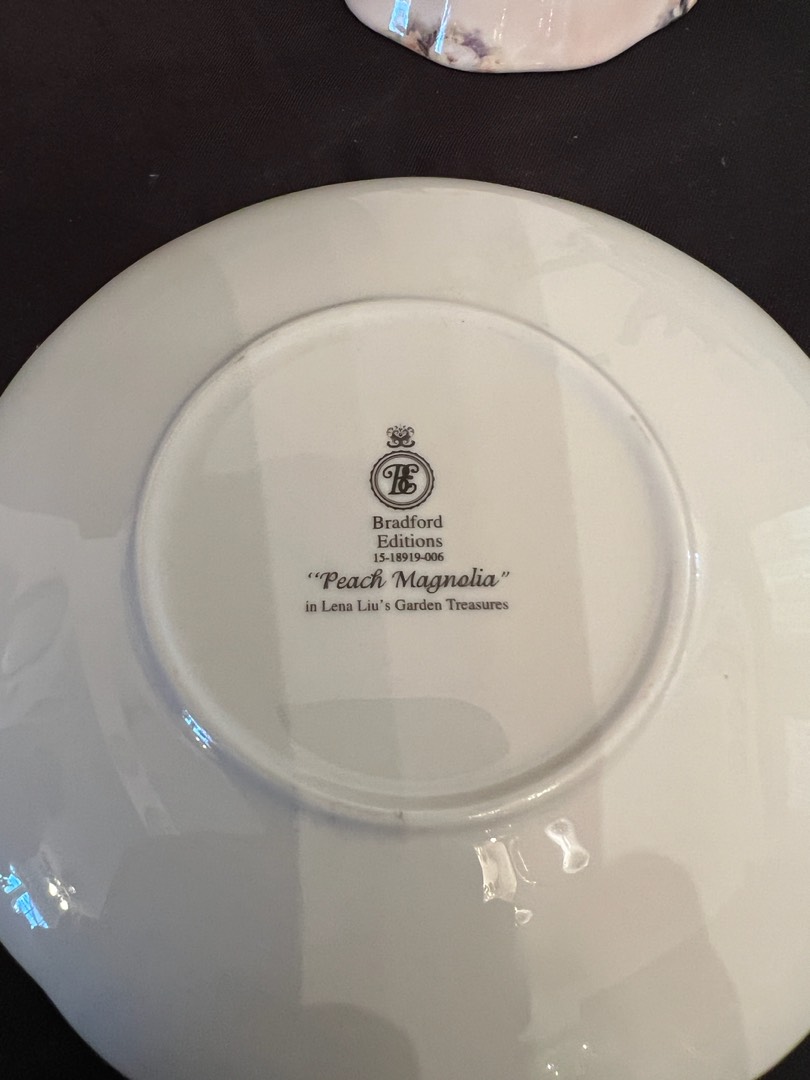 BE
Bradford
Editions
15-18919-006
“Peach Magnolia”
in Lena Liu's Garden Treasures